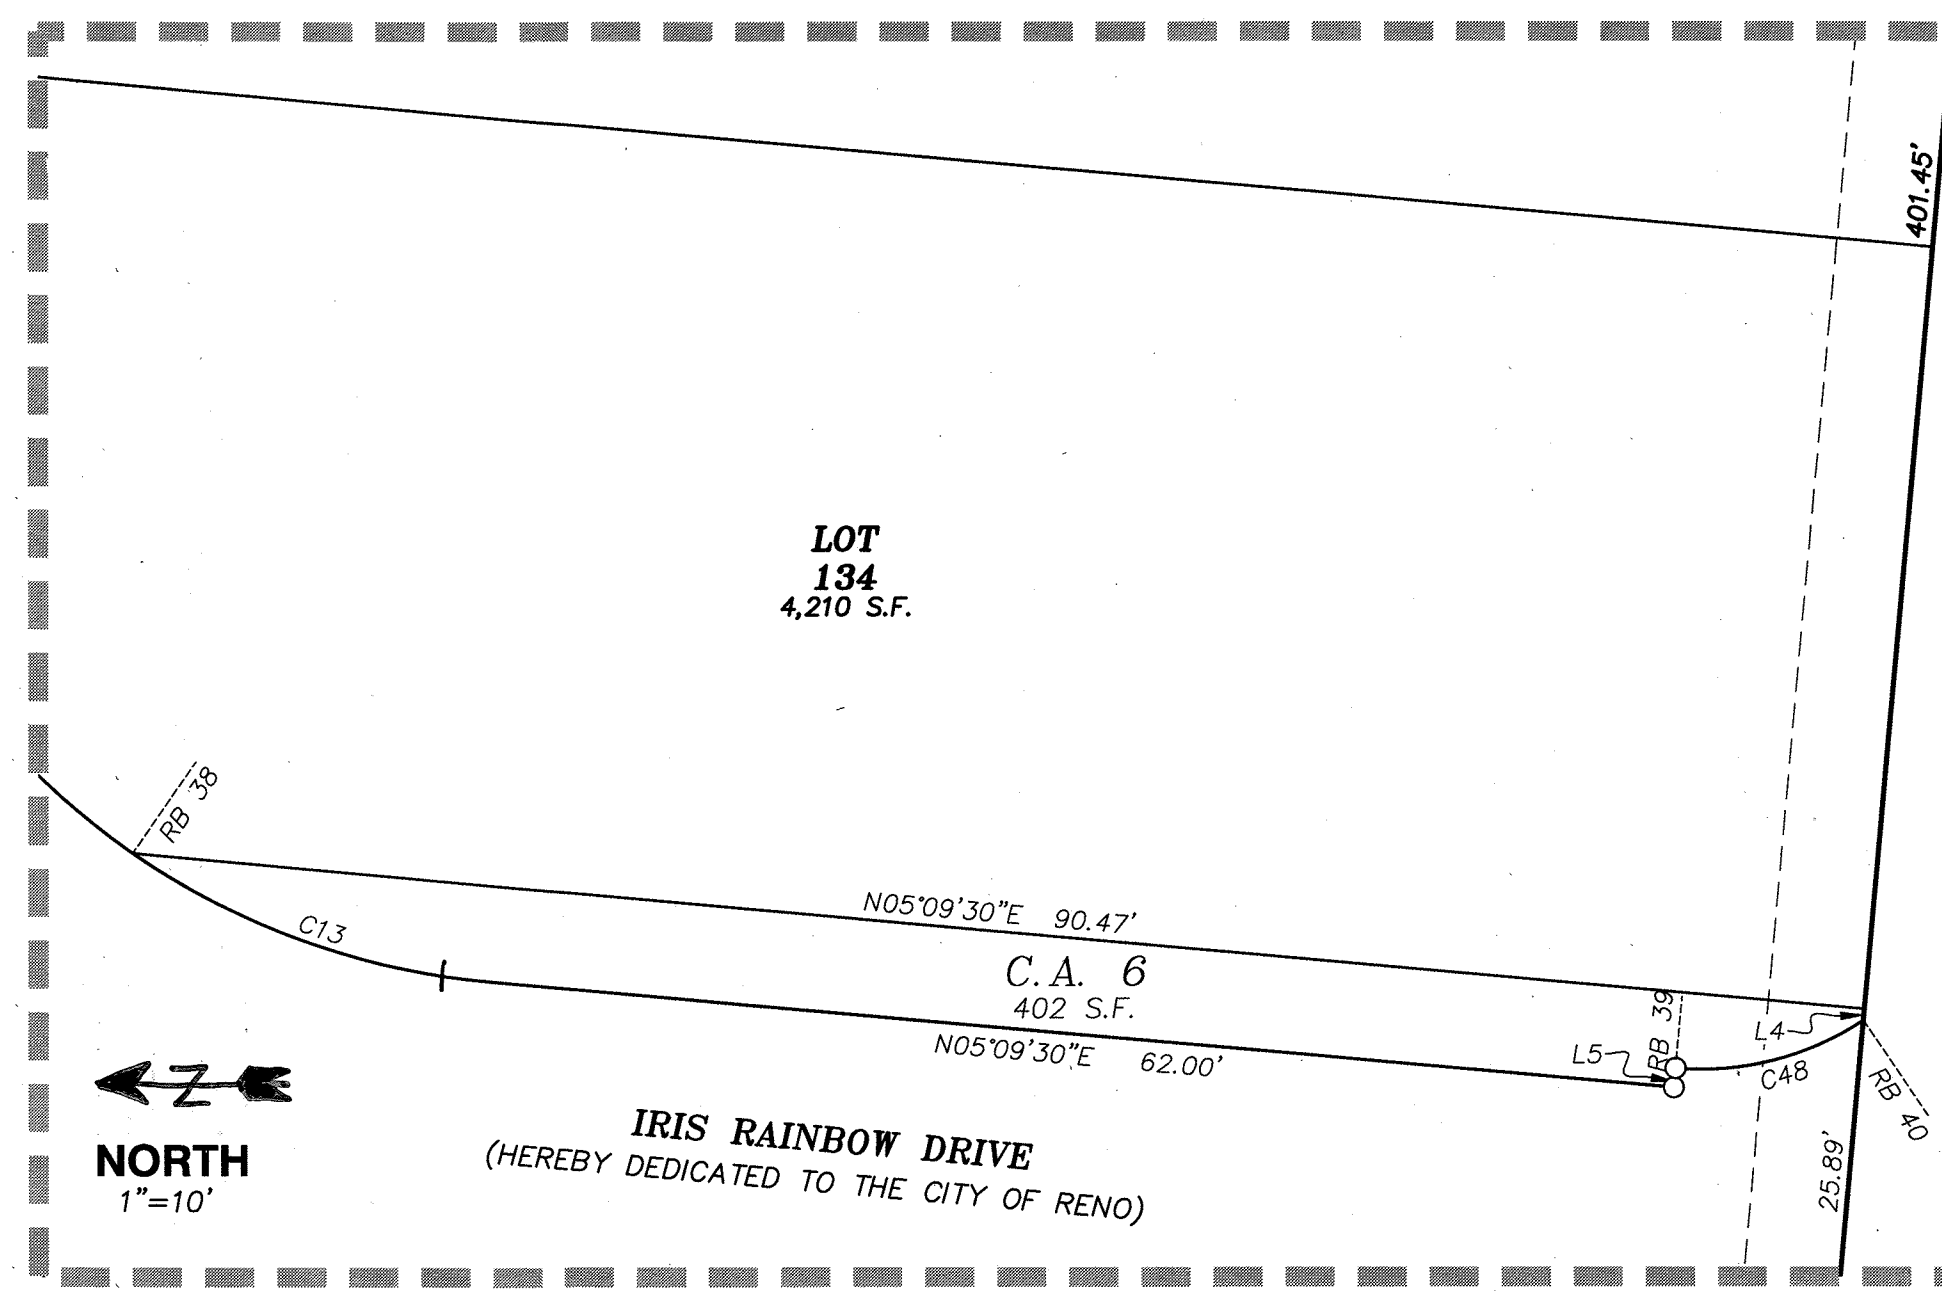 401.45'
LOT
134
4,210 S.F.
RB 38
C13
N05°09'30"E 90.47'
C.A. 6
402 S.F.
N05°09'30"E 62.00'
RB 39
L5
L4
C48
RB 40
25.89'
Z
NORTH
1"=10'
IRIS RAINBOW DRIVE
(HEREBY DEDICATED TO THE CITY OF RENO)